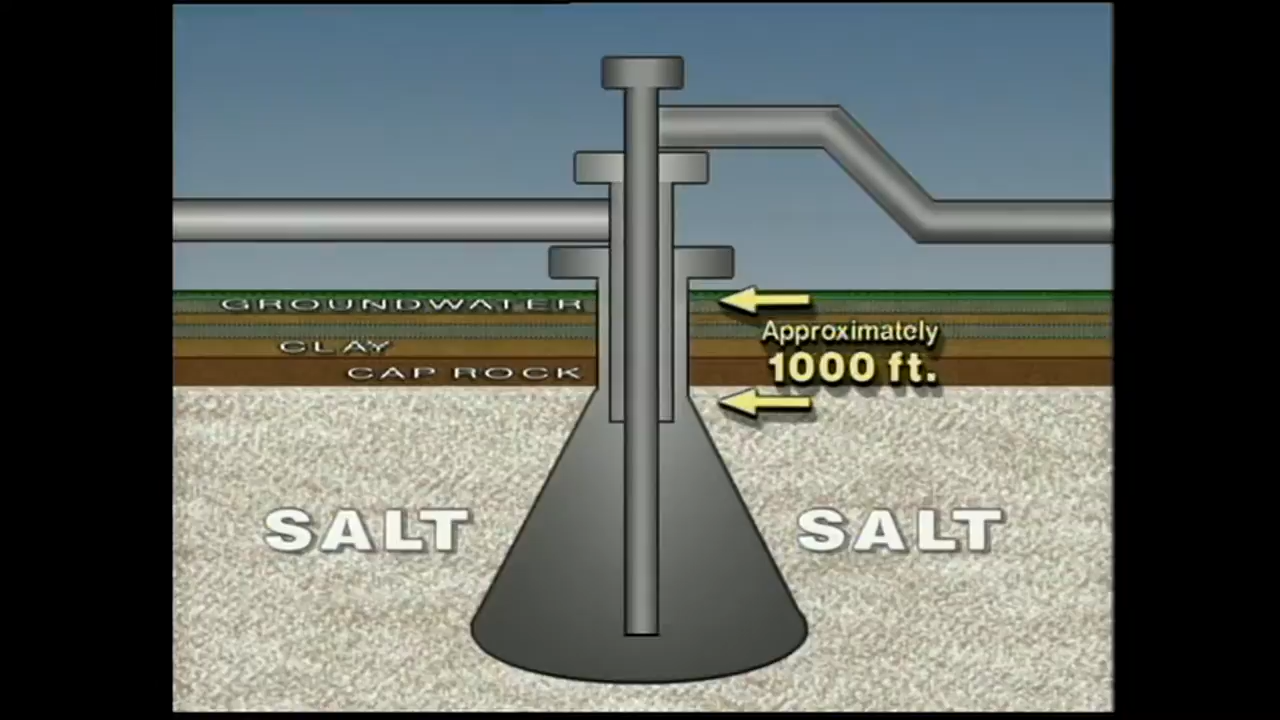 GROUNDWATER
CLAY
CAP ROCK
Approximately
1000 ft.
SALT
SALT